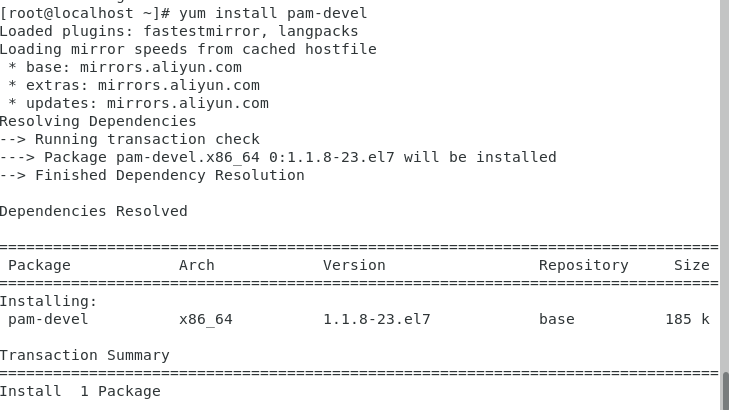 [root@localhost ~]# yum install pam-devel
Loaded plugins: fastestmirror, langpacks
Loading mirror speeds from cached hostfile
 * base: mirrors.aliyun.com
 * extras: mirrors.aliyun.com
 * updates: mirrors.aliyun.com
Resolving Dependencies
--> Running transaction check
---> Package pam-devel.x86_64 0:1.1.8-23.el7 will be installed
--> Finished Dependency Resolution

Dependencies Resolved

================================================================================
 Package            Arch            Version                 Repository     Size
================================================================================
Installing:
 pam-devel          x86_64          1.1.8-23.el7            base          185 k

Transaction Summary
================================================================================
Install  1 Package